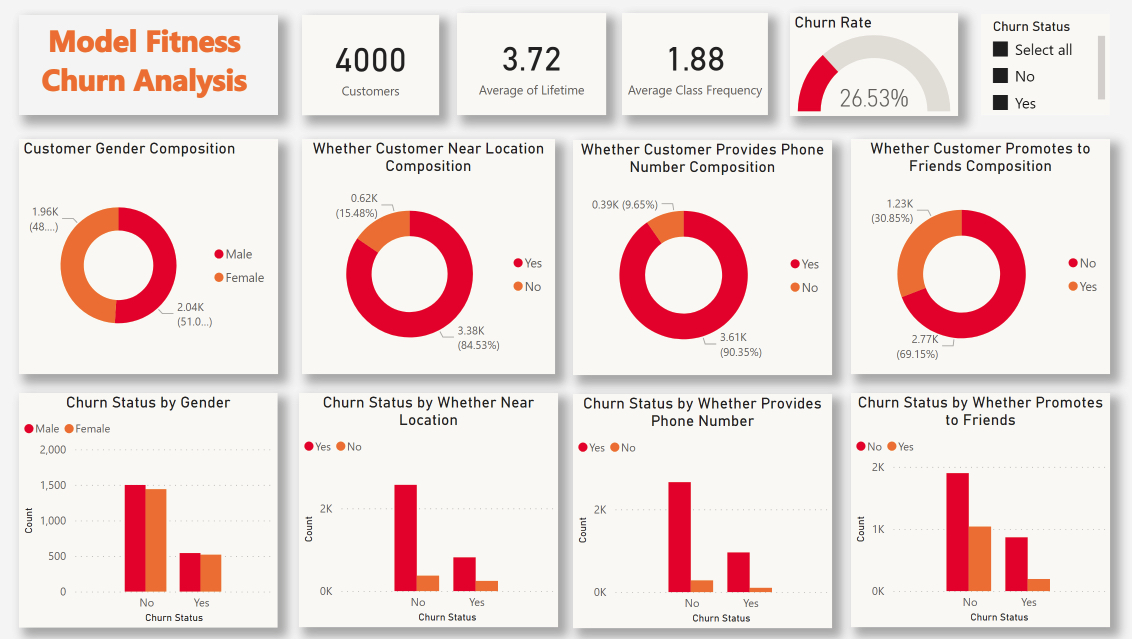 Model Fitness
Churn Analysis
4000
Customers
3.72
Average of Lifetime
1.88
Average Class Frequency
Churn Rate
26.53%
Churn Status
Select all
No
Yes
Customer Gender Composition
1.96K
(48....)
Male
Female
2.04K
(51.0...)
Whether Customer Near Location
Composition
0.62K
(15.48%)
Yes
No
3.38K
(84.53%)
Whether Customer Provides Phone
Number Composition
0.39K (9.65%)
Yes
No
3.61K
(90.35%)
Whether Customer Promotes to
Friends Composition
1.23K
(30.85%)
No
Yes
2.77K
(69.15%)
Churn Status by Gender
Male Female
2,000
1,500
1,000
500
0
Count
No Yes
Churn Status
Churn Status by Whether Near
Location
Yes No
2K
0K
Count
No Yes
Churn Status
Churn Status by Whether Provides
Phone Number
Yes No
2K
0K
Count
No Yes
Churn Status
Churn Status by Whether Promotes
to Friends
No Yes
2K
1K
0K
Count
No Yes
Churn Status